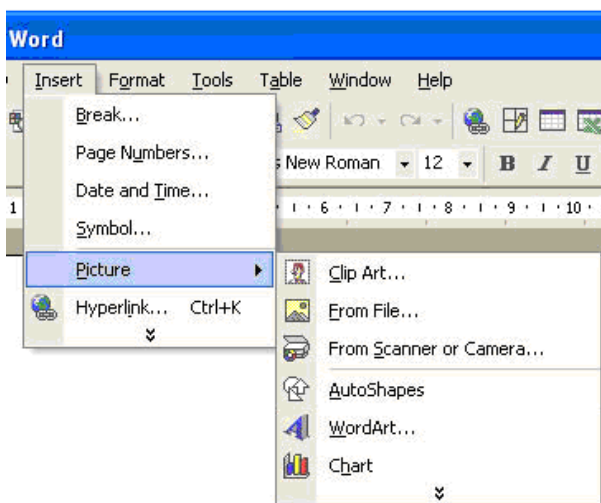 Word
Insert Format Tools Table Window Help
Break...
Page Numbers...
New Roman 12 B I U
Date and Time...
1 6 7 8 9 10
Symbol...
Picture
Clip Art...
Hyperlink... Ctrl+K
From File...
From Scanner or Camera...
AutoShapes
WordArt...
Chart